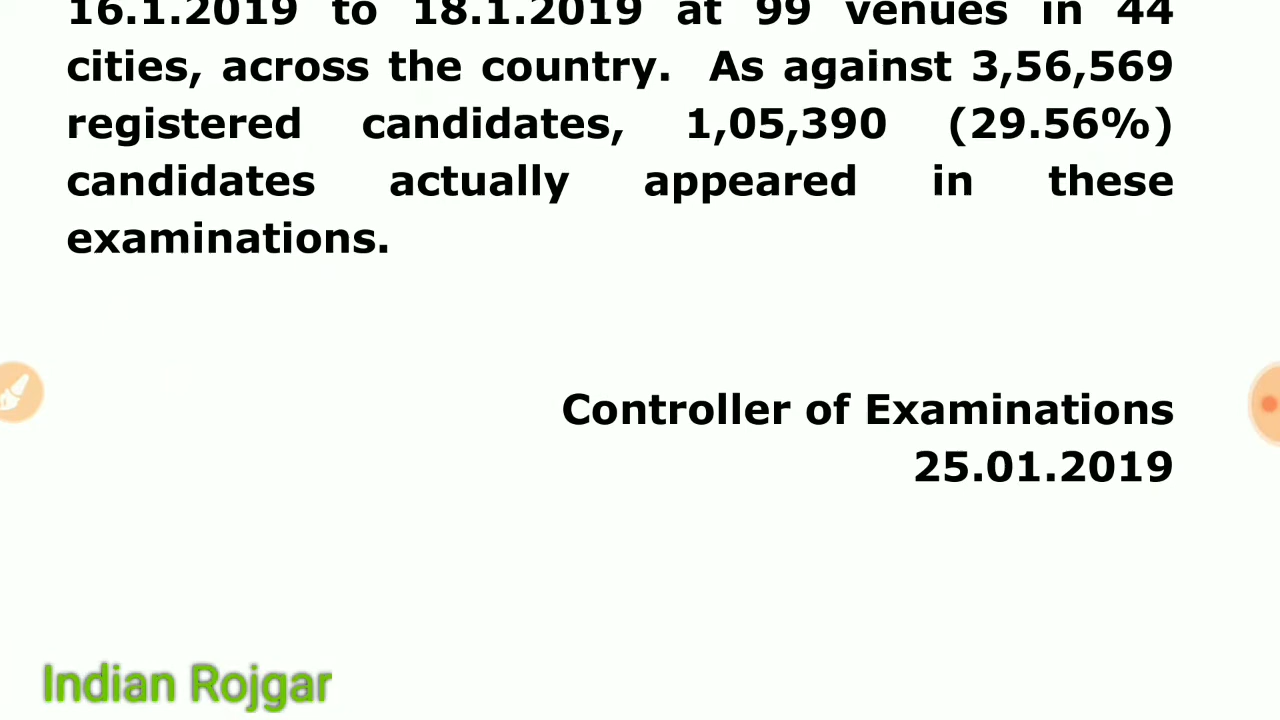 16.1.2019 to 18.1.2019 at 99 venues in 44
cities, across the country. As against 3,56,569
registered candidates, 1,05,390 (29.56%)
candidates actually appeared in these
examinations.
Controller of Examinations
25.01.2019
Indian Rojgar